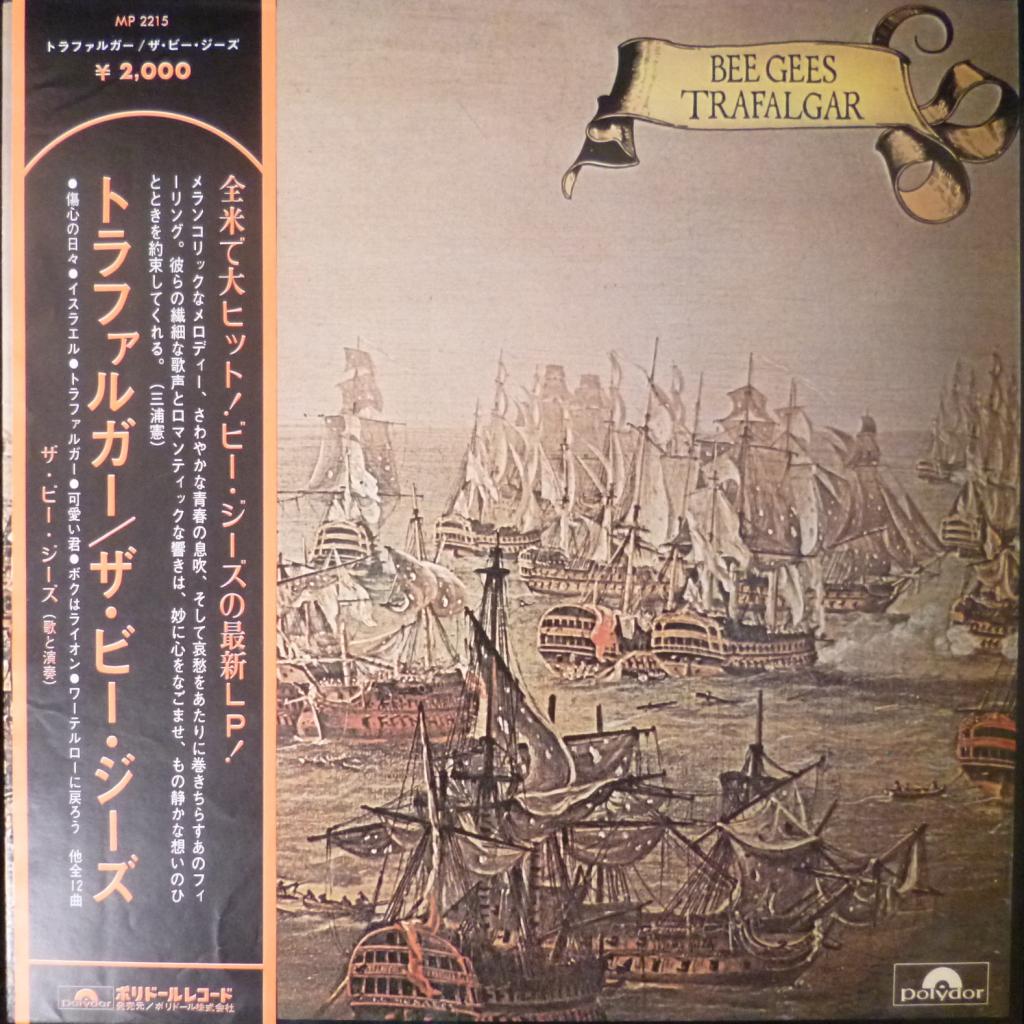 MP 2215
トラファルガー/ザ・ビー・ジーズ
¥ 2,000
全米で大ヒット!ビー・ジーズの最新LP!
メランコリックなメロディー、さわやかな青春の息吹、そして哀愁をあたりに巻きちらすあのフィ
ーリング。彼らの繊細な歌声とロマンティックな響きは、妙に心をなごませ、もの静かな想いのひ
とときを約束してくれる。（三浦憲）
トラファルガー/ザ・ビー・ジーズ
●傷心の日々●イスラエル●トラファルガー●可愛い君●ボクはライオン●ワーテルローに戻ろう 他全12曲
ザ・ビー・ジーズ（歌と演奏）
polydor
ポリドールレコード
発売元/ポリドール株式会社
BEE GEES
TRAFALGAR
polydor